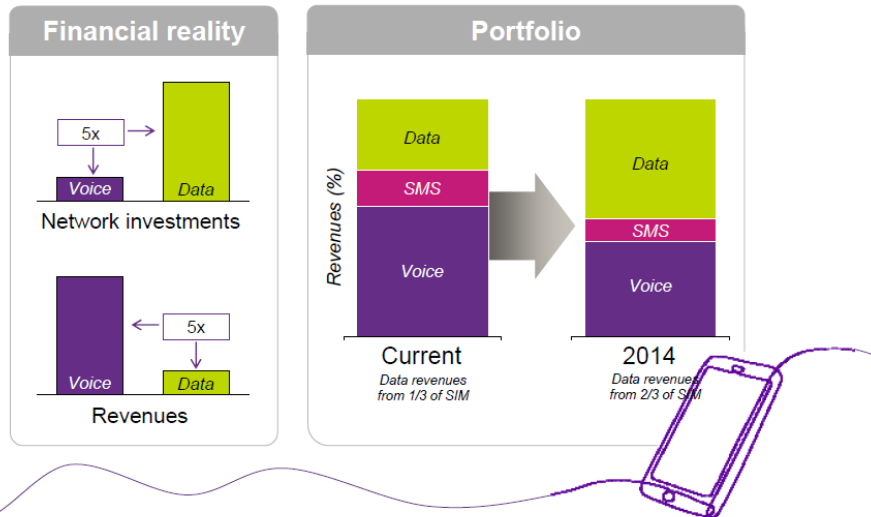 Financial reality
5x
Voice
Data
Network investments
5x
Voice
Data
Revenues
Portfolio
Revenues (%)
Data
SMS
Voice
Data
SMS
Voice
Current
Data revenues
from 1/3 of SIM
2014
Data revenues
from 2/3 of SIM